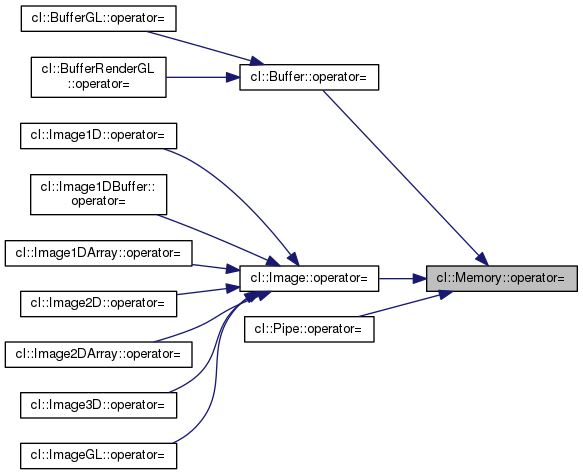 cl::BufferGL::operator=
cl::BufferRenderGL
::operator=
cl::Buffer::operator=
cl::Image1D::operator=
cl::Image1DBuffer::
operator=
cl::Image1DArray::operator=
cl::Image::operator=
cl::Memory::operator=
cl::Image2D::operator=
cl::Pipe::operator=
cl::Image2DArray::operator=
cl::Image3D::operator=
cl::ImageGL::operator=